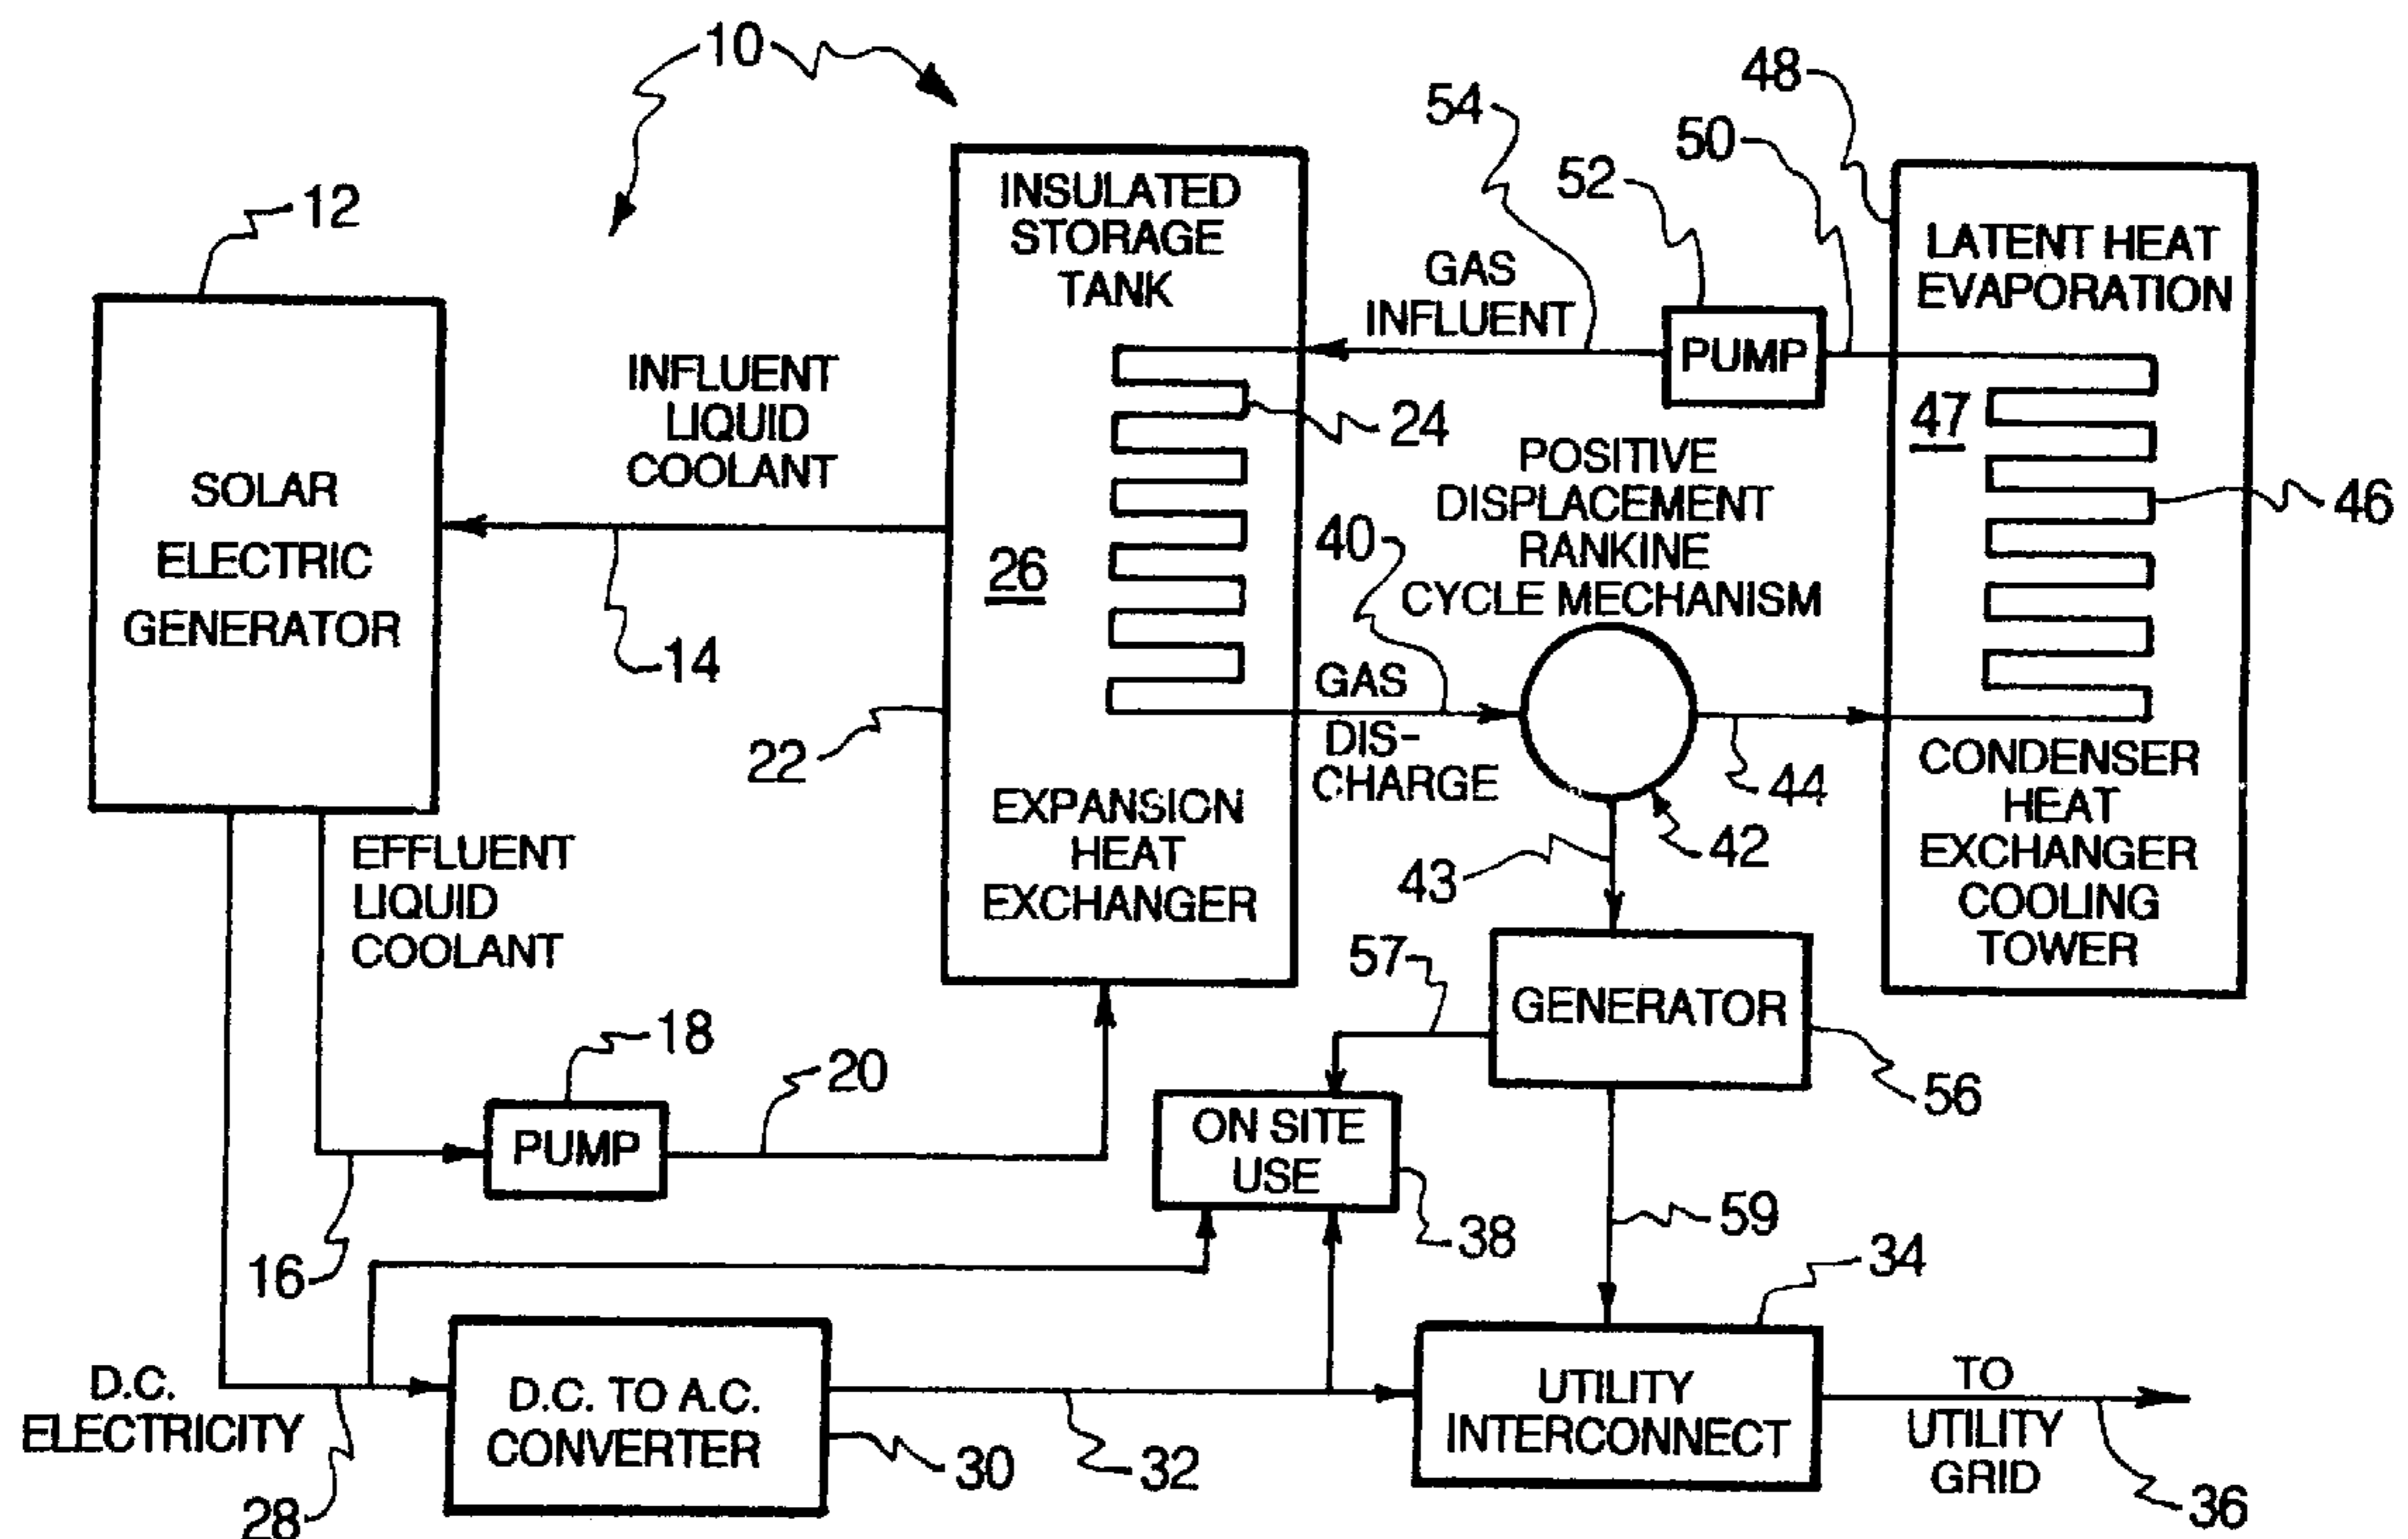 10
48
54
50
52
12
INSULATED
STORAGE
TANK
GAS
INFLUENT
PUMP
LATENT HEAT
EVAPORATION
INFLUENT
LIQUID
COOLANT
24
47
46
SOLAR
ELECTRIC
GENERATOR
26
POSITIVE
DISPLACEMENT
RANKINE
CYCLE MECHANISM
40
14
GAS
DIS-
CHARGE
22
44
42
43
CONDENSER
HEAT
EXCHANGER
COOLING
TOWER
EXPANSION
HEAT
EXCHANGER
EFFLUENT
LIQUID
COOLANT
57
GENERATOR
56
18
20
PUMP
ON SITE
USE
38
59
16
34
D.C.
ELECTRICITY
28
D.C. TO A.C.
CONVERTER
30
32
UTILITY
INTERCONNECT
TO
UTILITY
GRID
36